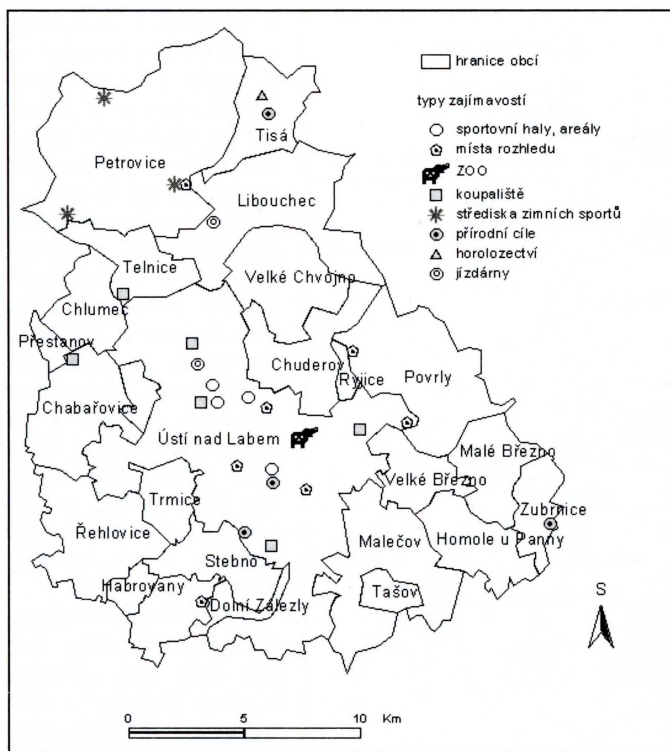 hranice obcí
typy zajímavostí
sportovní haly, areály
místa rozhledu
ZOO
koupaliště
střediska zimních sportů
přírodní cíle
horolozectví
jízdárny
Tisá
Petrovice
Libouchec
Telnice
Velké Chvojno
Chlumec
Přestanov
Chuderov
Ryjice
Povrly
Chabařovice
Ústí nad Labem
Malé Březno
Velké Březno
Trmice
Zubrnice
Řehlovice
Malečov
Homole u Panny
Stebno
Habrovany
Tašov
Dolní Zálezly
S
0 5 10 Km